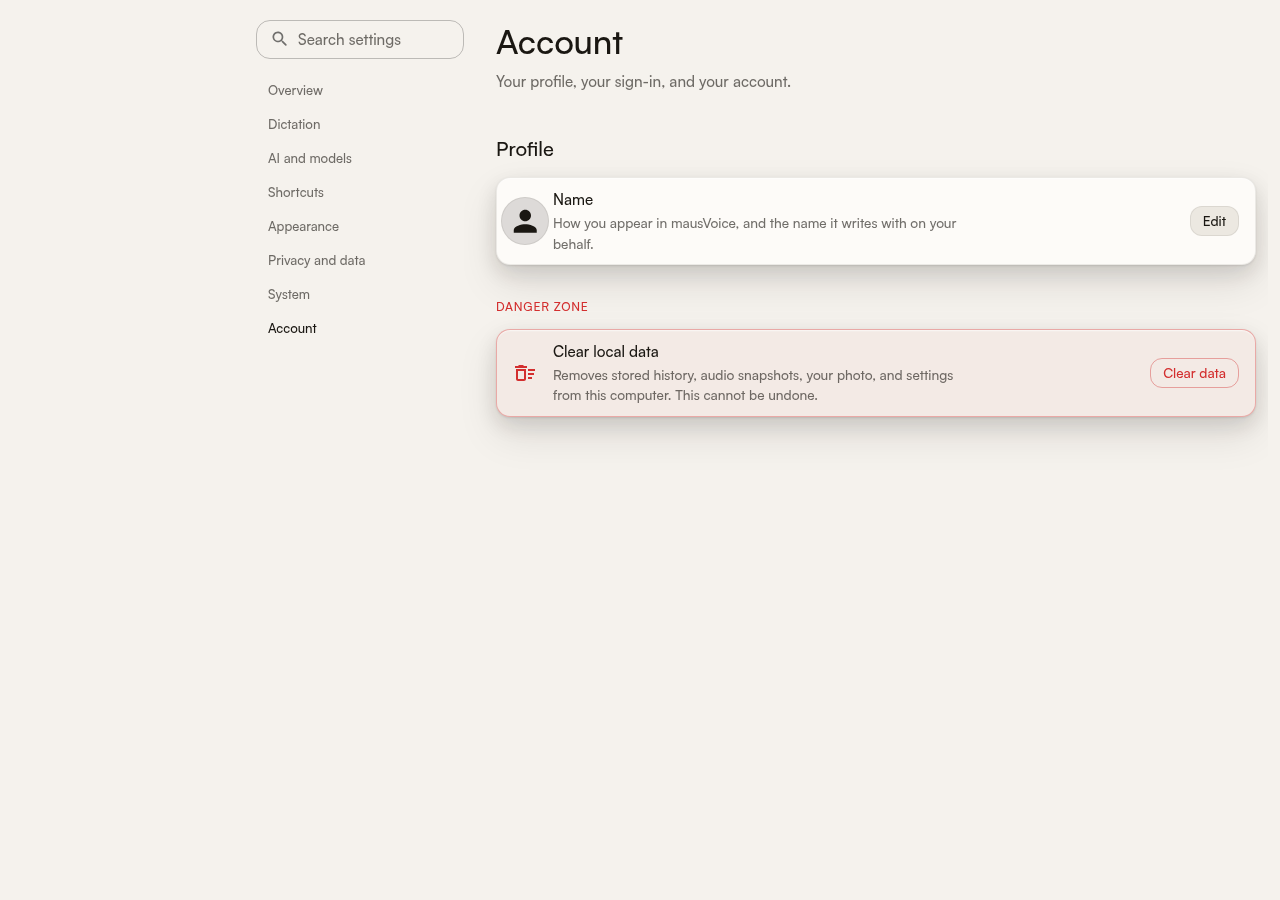 Search settings
Overview
Dictation
AI and models
Shortcuts
Appearance
Privacy and data
System
Account
Account
Your profile, your sign-in, and your account.
Profile
Name
How you appear in mausVoice, and the name it writes with on your
behalf.
Edit
DANGER ZONE
Clear local data
Removes stored history, audio snapshots, your photo, and settings
from this computer. This cannot be undone.
Clear data